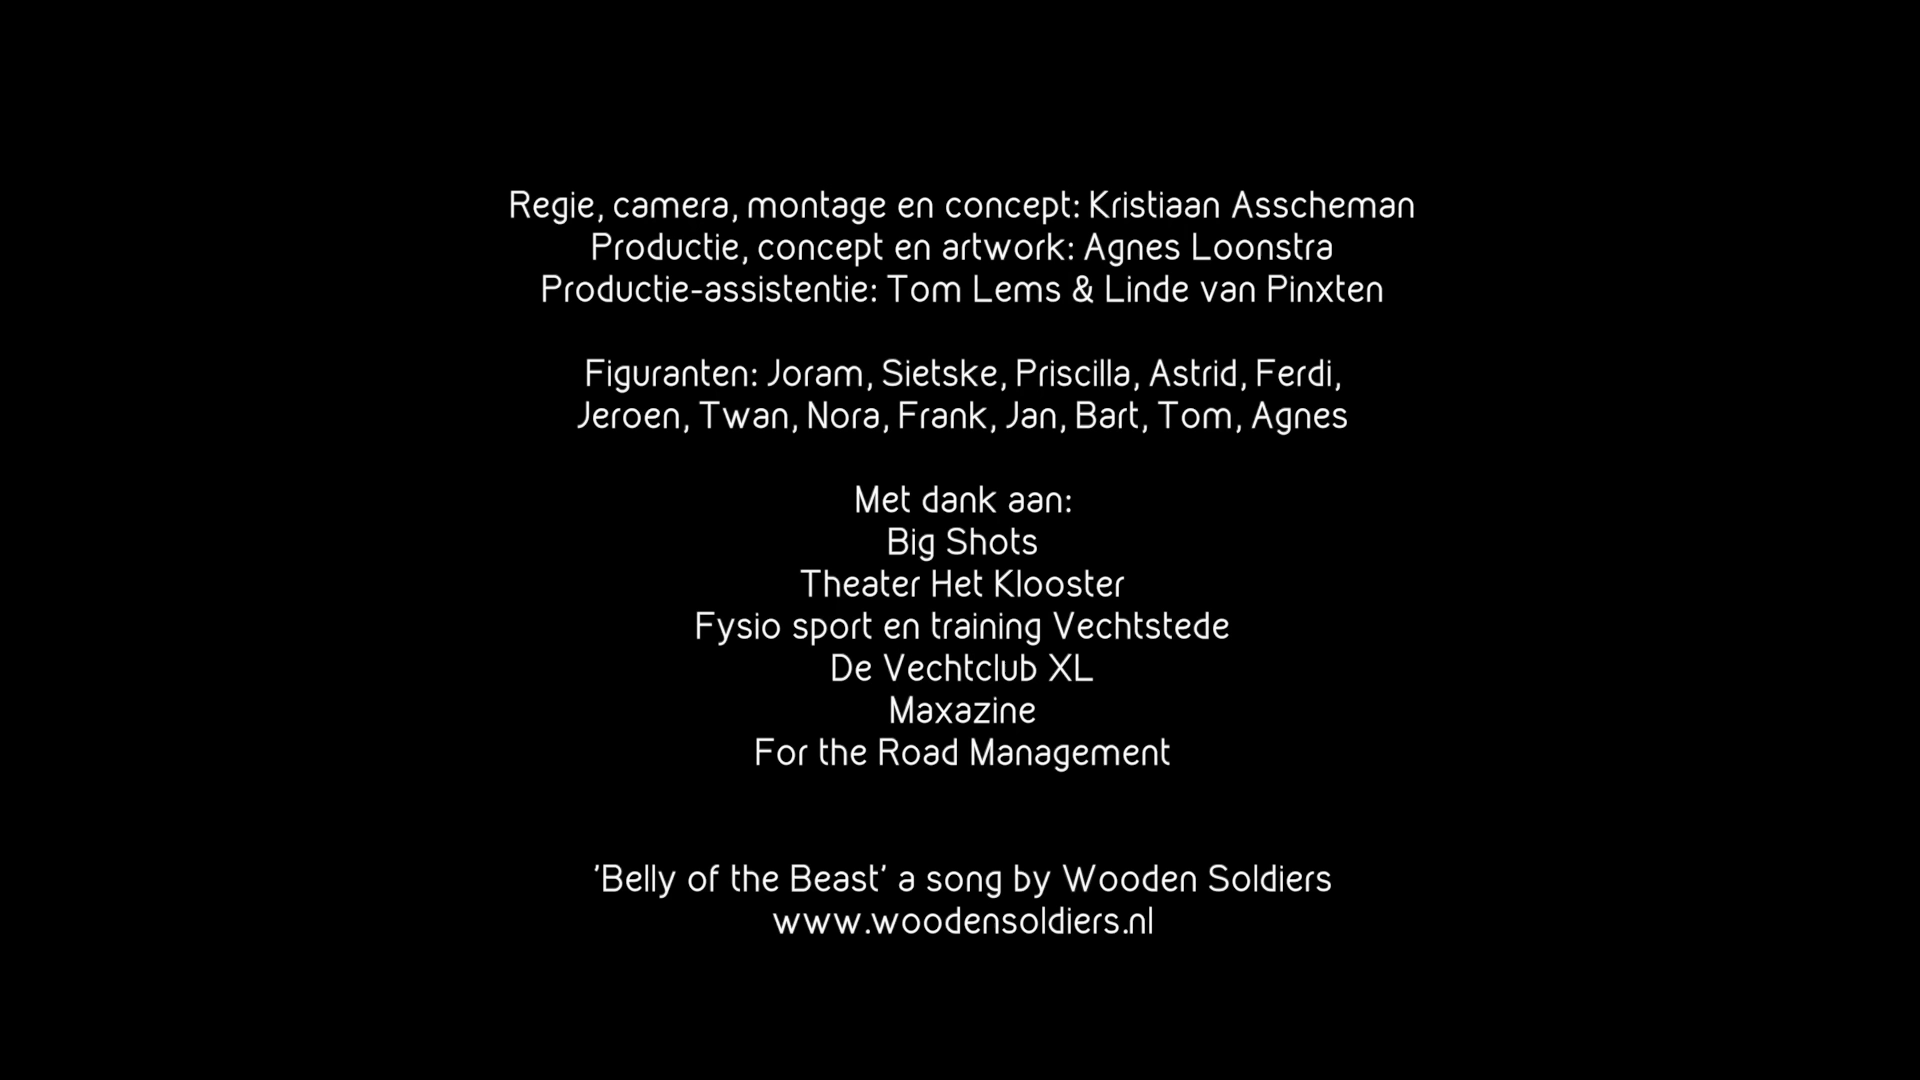 Regie, camera, montage en concept: Kristiaan Asscheman
Productie, concept en artwork: Agnes Loonstra
Productie-assistentie: Tom Lems & Linde van Pinxten
Figuranten: Joram, Sietske, Priscilla, Astrid, Ferdi,
Jeroen, Twan, Nora, Frank, Jan, Bart, Tom, Agnes
Met dank aan:
Big Shots
Theater Het Klooster
Fysio sport en training Vechtstede
De Vechtclub XL
Maxazine
For the Road Management
'Belly of the Beast' a song by Wooden Soldiers
www.woodensoldiers.nl